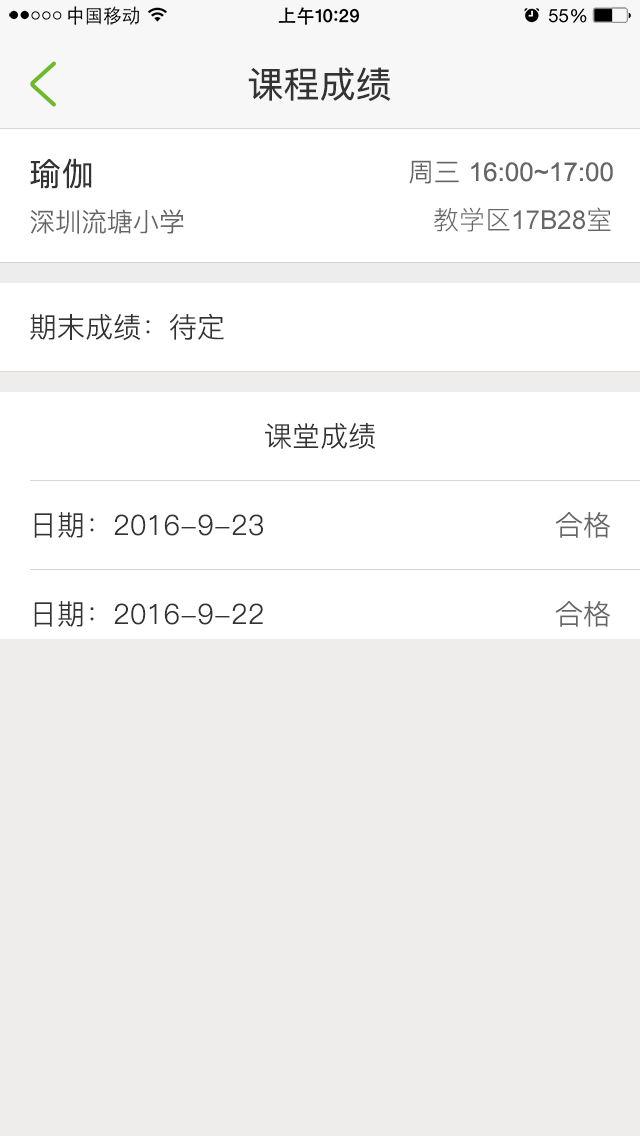 中国移动 上午10:29 55%
课程成绩
瑜伽 周三 16:00~17:00
深圳流塘小学 教学区17B28室
期末成绩：待定
课堂成绩
日期：2016-9-23 合格
日期：2016-9-22 合格